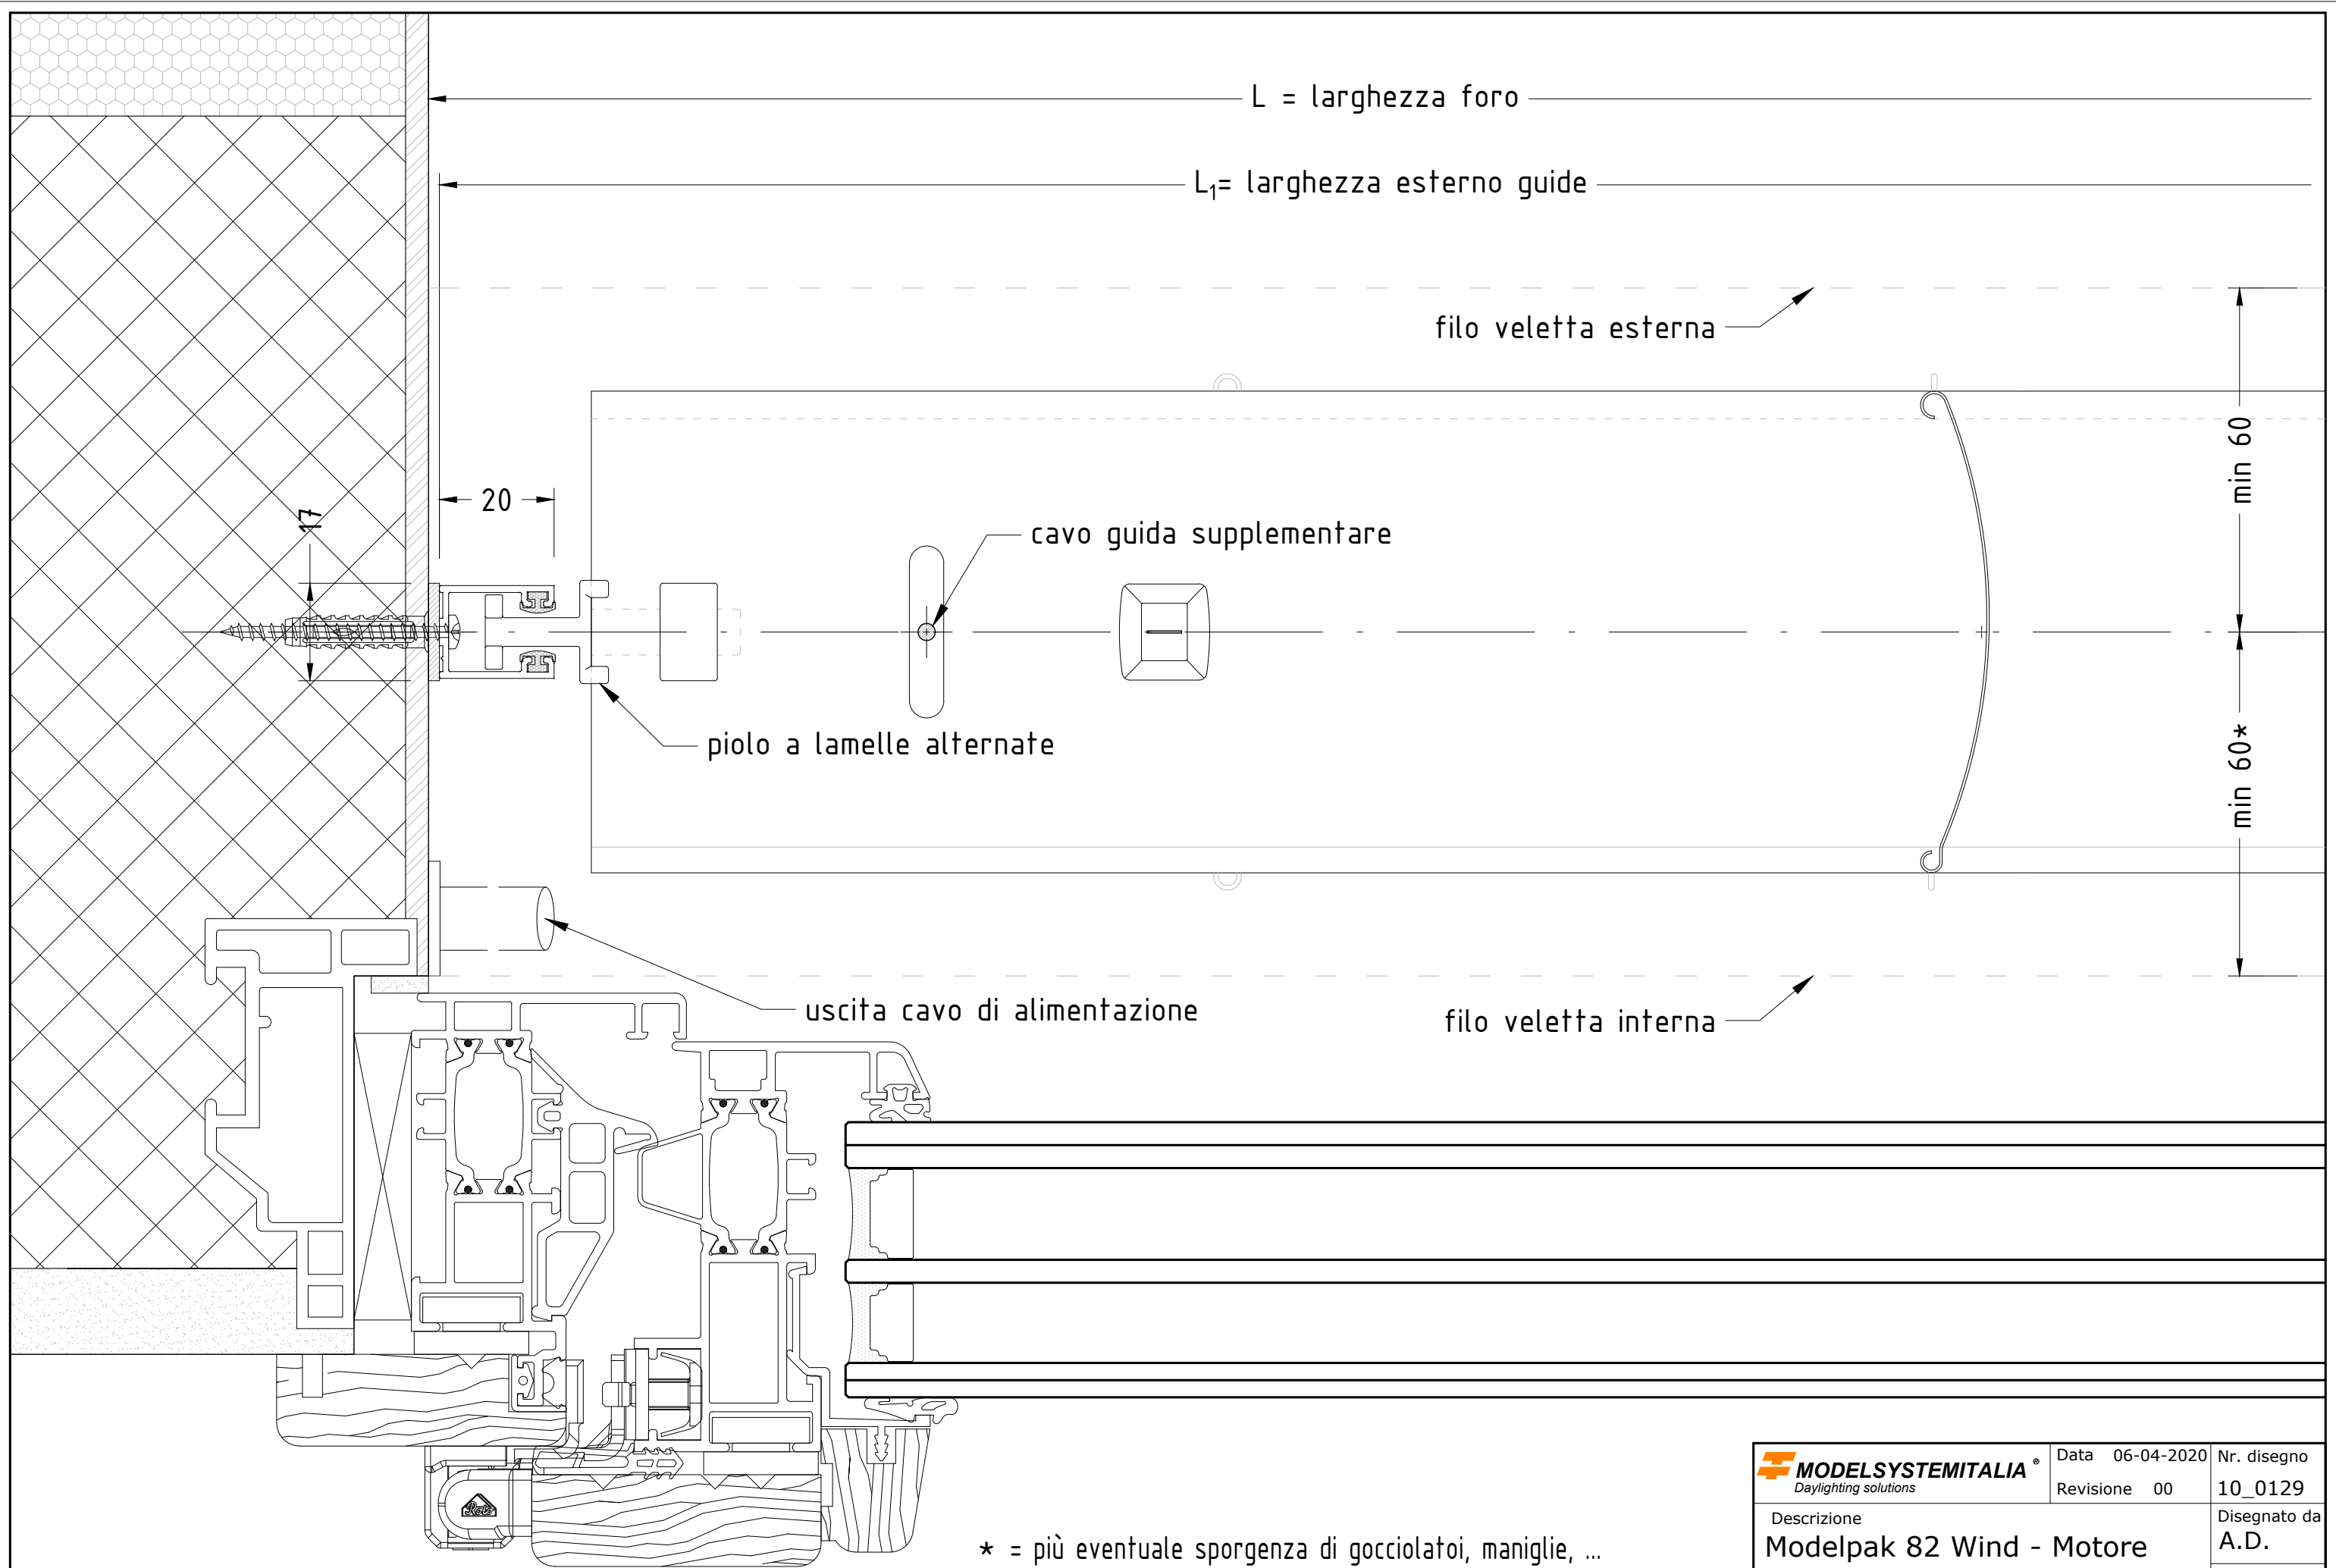 L = larghezza foro
L₁= larghezza esterno guide
filo veletta esterna
min 60
20
17
cavo guida supplementare
piolo a lamelle alternate
min 60*
uscita cavo di alimentazione
filo veletta interna
Roto
* = più eventuale sporgenza di gocciolatoi, maniglie, ...
MODELSYSTEMITALIA ®
Daylighting solutions
Data 06-04-2020
Revisione 00
Nr. disegno
10_0129
Descrizione
Modelpak 82 Wind - Motore
Disegnato da
A.D.